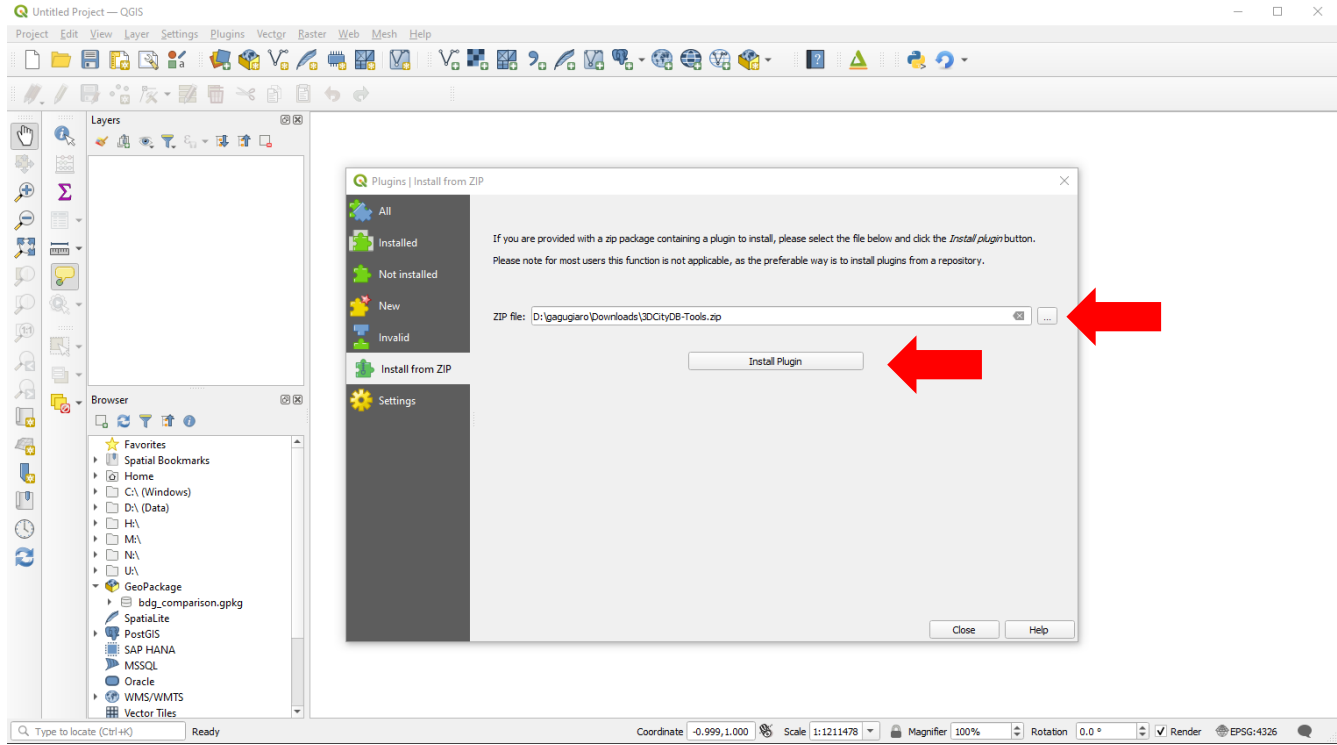 Untitled Project — QGIS
Project Edit View Layer Settings Plugins Vector Raster Web Mesh Help
Layers
Browser
Favorites
Spatial Bookmarks
Home
C:\ (Windows)
D:\ (Data)
H:\
M:\
N:\
U:\
GeoPackage
bdg_comparison.gpkg
SpatiaLite
PostGIS
SAP HANA
MSSQL
Oracle
WMS/WMTS
Vector Tiles
Plugins | Install from ZIP
All
Installed
Not installed
New
Invalid
Install from ZIP
Settings
If you are provided with a zip package containing a plugin to install, please select the file below and click the Install plugin button.
Please note for most users this function is not applicable, as the preferable way is to install plugins from a repository.
ZIP file: D:\gagugiaro\Downloads\3DCityDB-Tools.zip ...
Install Plugin
Close Help
Type to locate (Ctrl+K) Ready Coordinate -0.999,1.000 Scale 1:1211478 Magnifier 100% Rotation 0.0 ° Render EPSG:4326